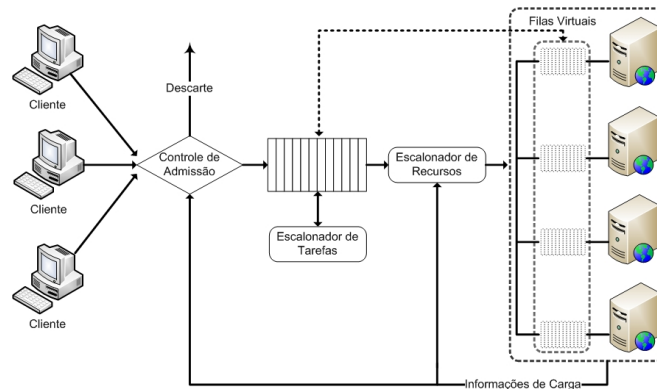 Filas Virtuais
Descarte
Cliente
Controle de
Admissão
Escalonador de
Recursos
Cliente
Escalonador de
Tarefas
Cliente
Informações de Carga